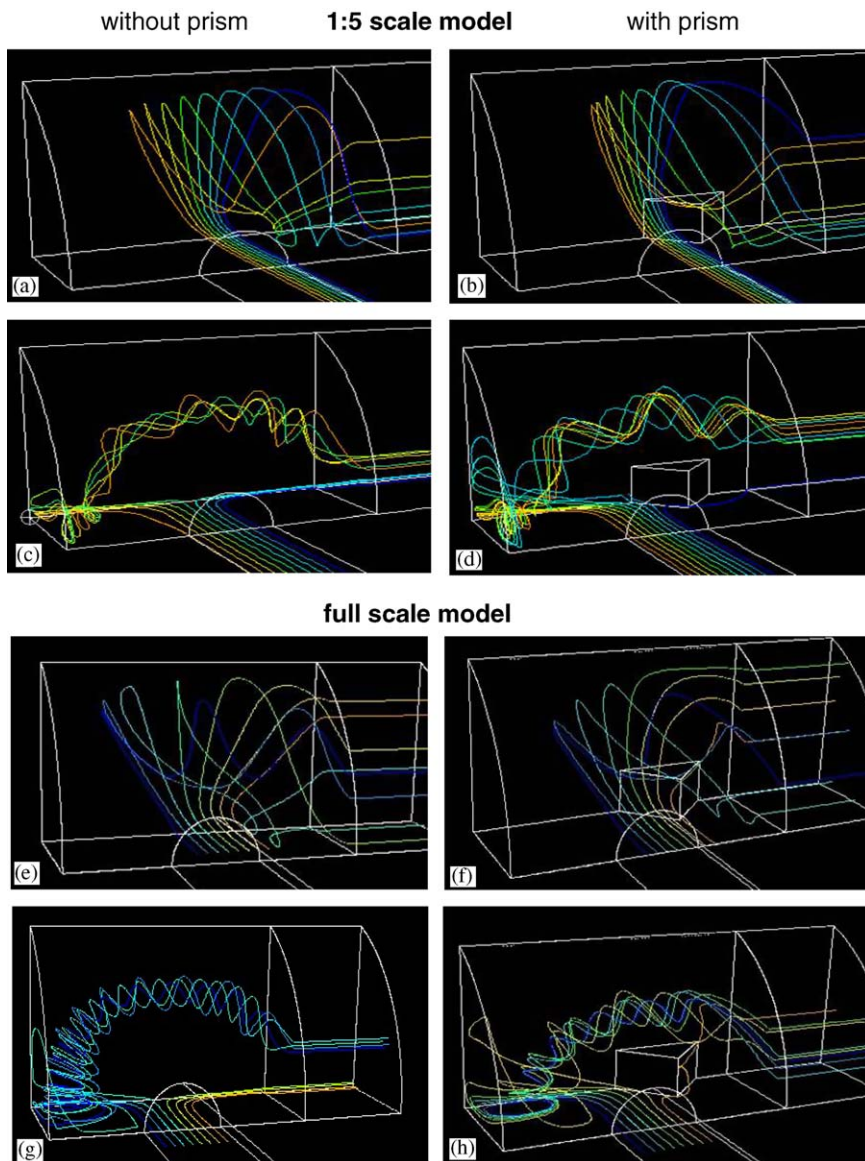 without prism 1:5 scale model with prism
(a) (b)
(c) (d)
full scale model
(e) (f)
(g) (h)